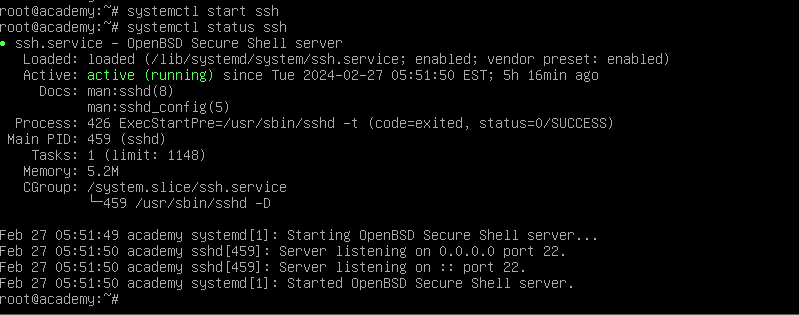 root@academy:~# systemctl start ssh
root@academy:~# systemctl status ssh
● ssh.service - OpenBSD Secure Shell server
   Loaded: loaded (/lib/systemd/system/ssh.service; enabled; vendor preset: enabled)
   Active: active (running) since Tue 2024-02-27 05:51:50 EST; 5h 16min ago
     Docs: man:sshd(8)
           man:sshd_config(5)
  Process: 426 ExecStartPre=/usr/sbin/sshd -t (code=exited, status=0/SUCCESS)
 Main PID: 459 (sshd)
    Tasks: 1 (limit: 1148)
   Memory: 5.2M
   CGroup: /system.slice/ssh.service
           └─459 /usr/sbin/sshd -D

Feb 27 05:51:49 academy systemd[1]: Starting OpenBSD Secure Shell server...
Feb 27 05:51:50 academy sshd[459]: Server listening on 0.0.0.0 port 22.
Feb 27 05:51:50 academy sshd[459]: Server listening on :: port 22.
Feb 27 05:51:50 academy systemd[1]: Started OpenBSD Secure Shell server.
root@academy:~#